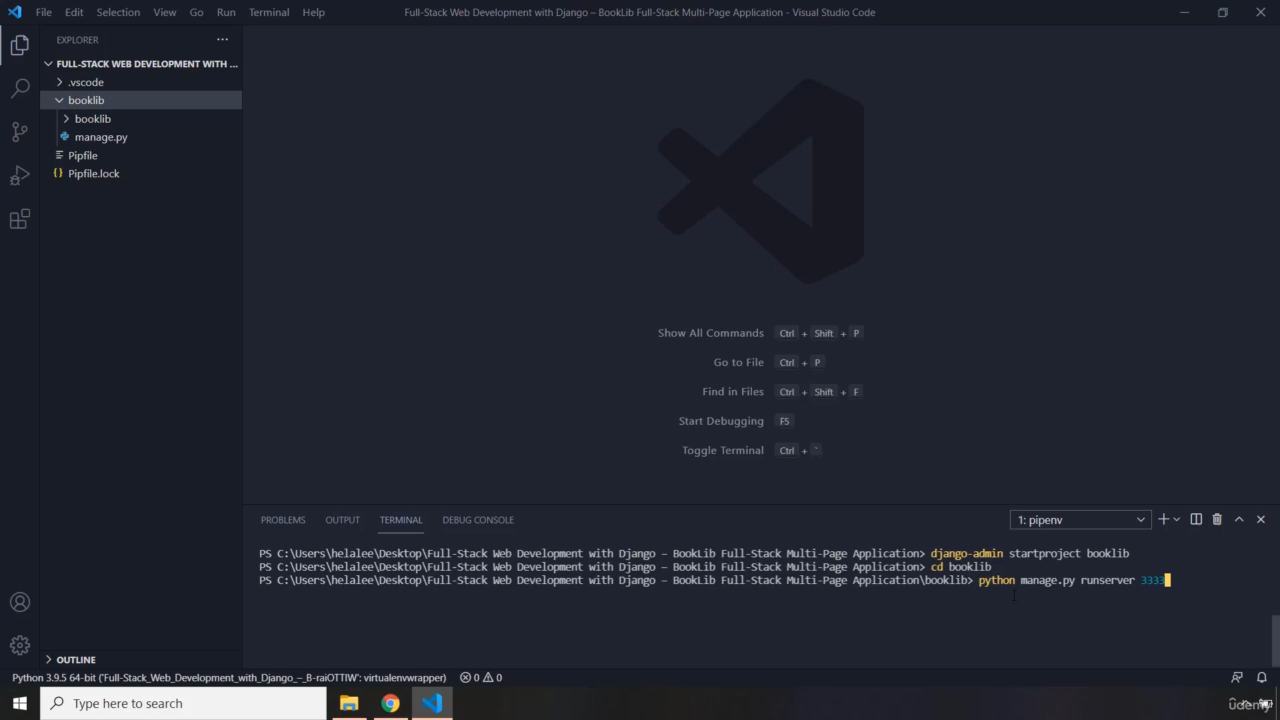 File Edit Selection View Go Run Terminal Help
Full-Stack Web Development with Django – BookLib Full-Stack Multi-Page Application - Visual Studio Code
EXPLORER
FULL-STACK WEB DEVELOPMENT WITH ...
.vscode
booklib
booklib
manage.py
Pipfile
Pipfile.lock
Show All Commands Ctrl + Shift + P
Go to File Ctrl + P
Find in Files Ctrl + Shift + F
Start Debugging F5
Toggle Terminal Ctrl + `
PROBLEMS OUTPUT TERMINAL DEBUG CONSOLE
1: pipenv
PS C:\Users\helalee\Desktop\Full-Stack Web Development with Django – BookLib Full-Stack Multi-Page Application> django-admin startproject booklib
PS C:\Users\helalee\Desktop\Full-Stack Web Development with Django – BookLib Full-Stack Multi-Page Application> cd booklib
PS C:\Users\helalee\Desktop\Full-Stack Web Development with Django – BookLib Full-Stack Multi-Page Application\booklib> python manage.py runserver 3333
OUTLINE
Python 3.9.5 64-bit ('Full-Stack_Web_Development_with_Django_–_B-raiOTTIW': virtualenvwrapper) 0 0
Type here to search
udemy